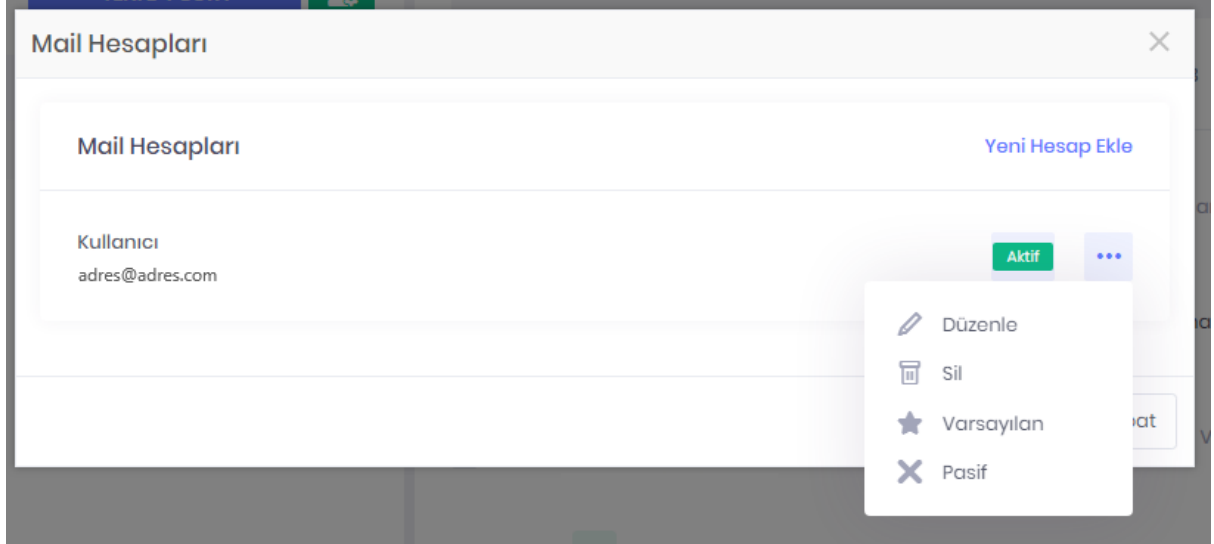 Mail Hesapları
Mail Hesapları
Yeni Hesap Ekle
Kullanıcı
Aktif
adres@adres.com
Düzenle
Sil
Varsayılan
Pasif